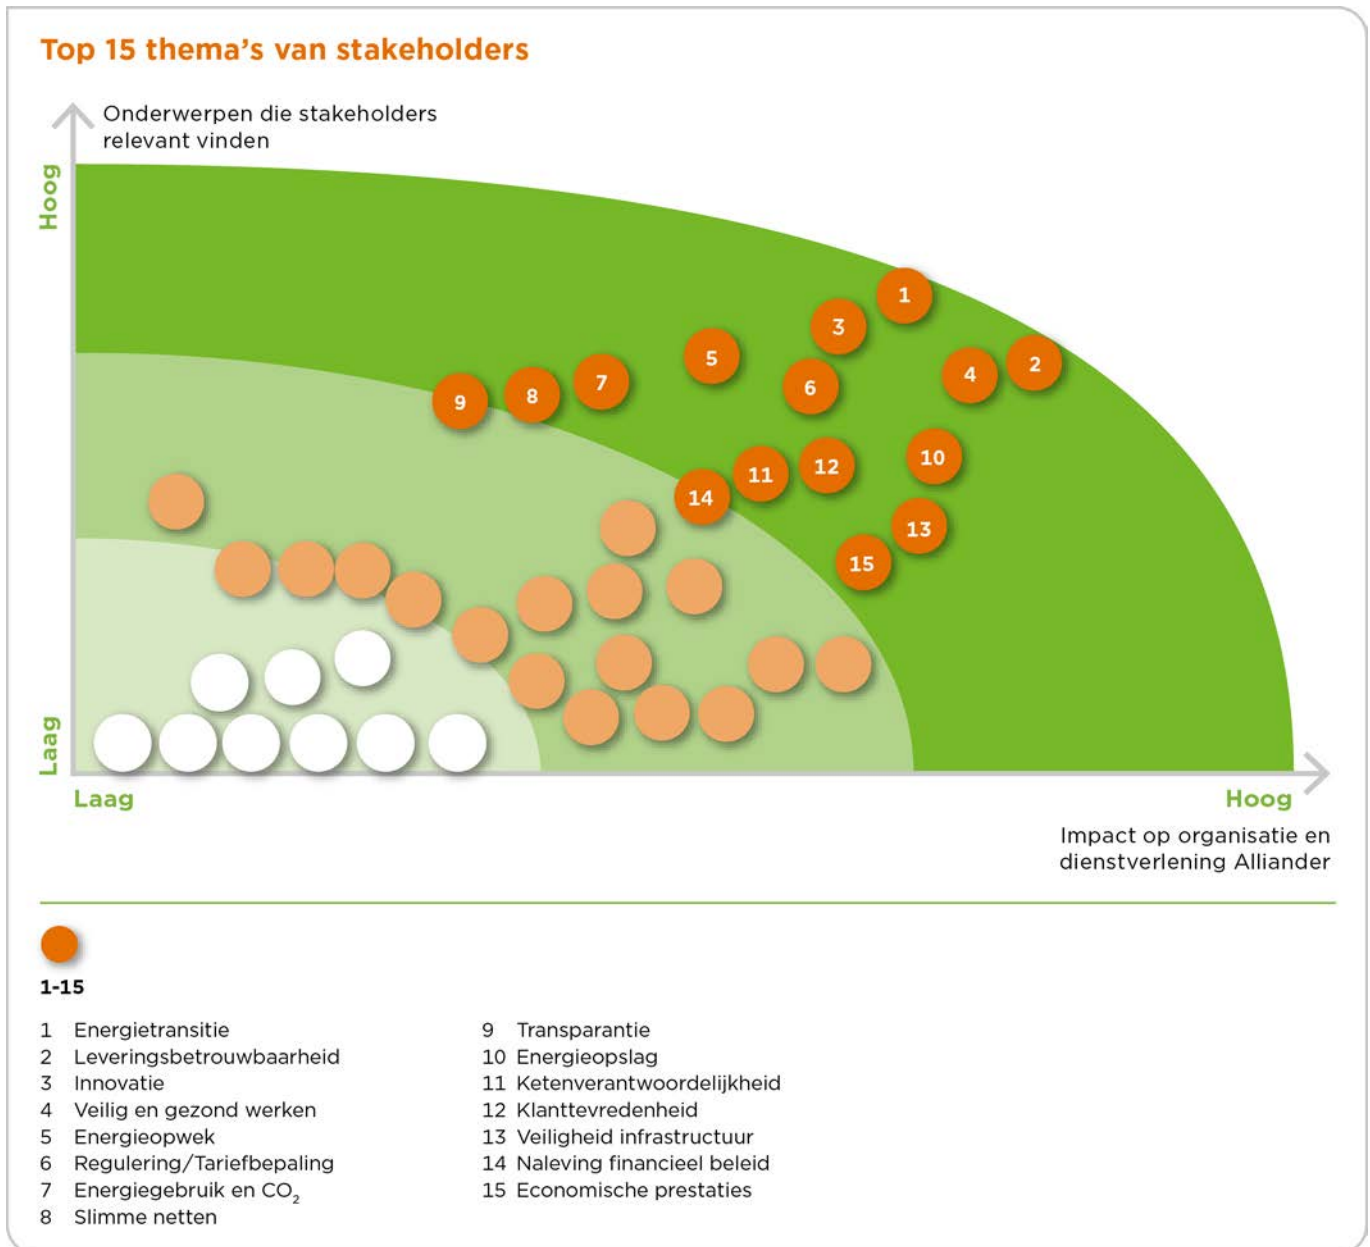 Top 15 thema’s van stakeholders
Onderwerpen die stakeholders
relevant vinden
Hoog
1
3
2
5
4
7
6
8
9
10
12
11
14
13
15
Laag
Laag
Hoog
Impact op organisatie en
dienstverlening Alliander
1-15
1 Energietransitie
2 Leveringsbetrouwbaarheid
3 Innovatie
4 Veilig en gezond werken
5 Energieopwek
6 Regulering/Tariefbepaling
7 Energiegebruik en CO₂
8 Slimme netten
9 Transparantie
10 Energieopslag
11 Ketenverantwoordelijkheid
12 Klanttevredenheid
13 Veiligheid infrastructuur
14 Naleving financieel beleid
15 Economische prestaties